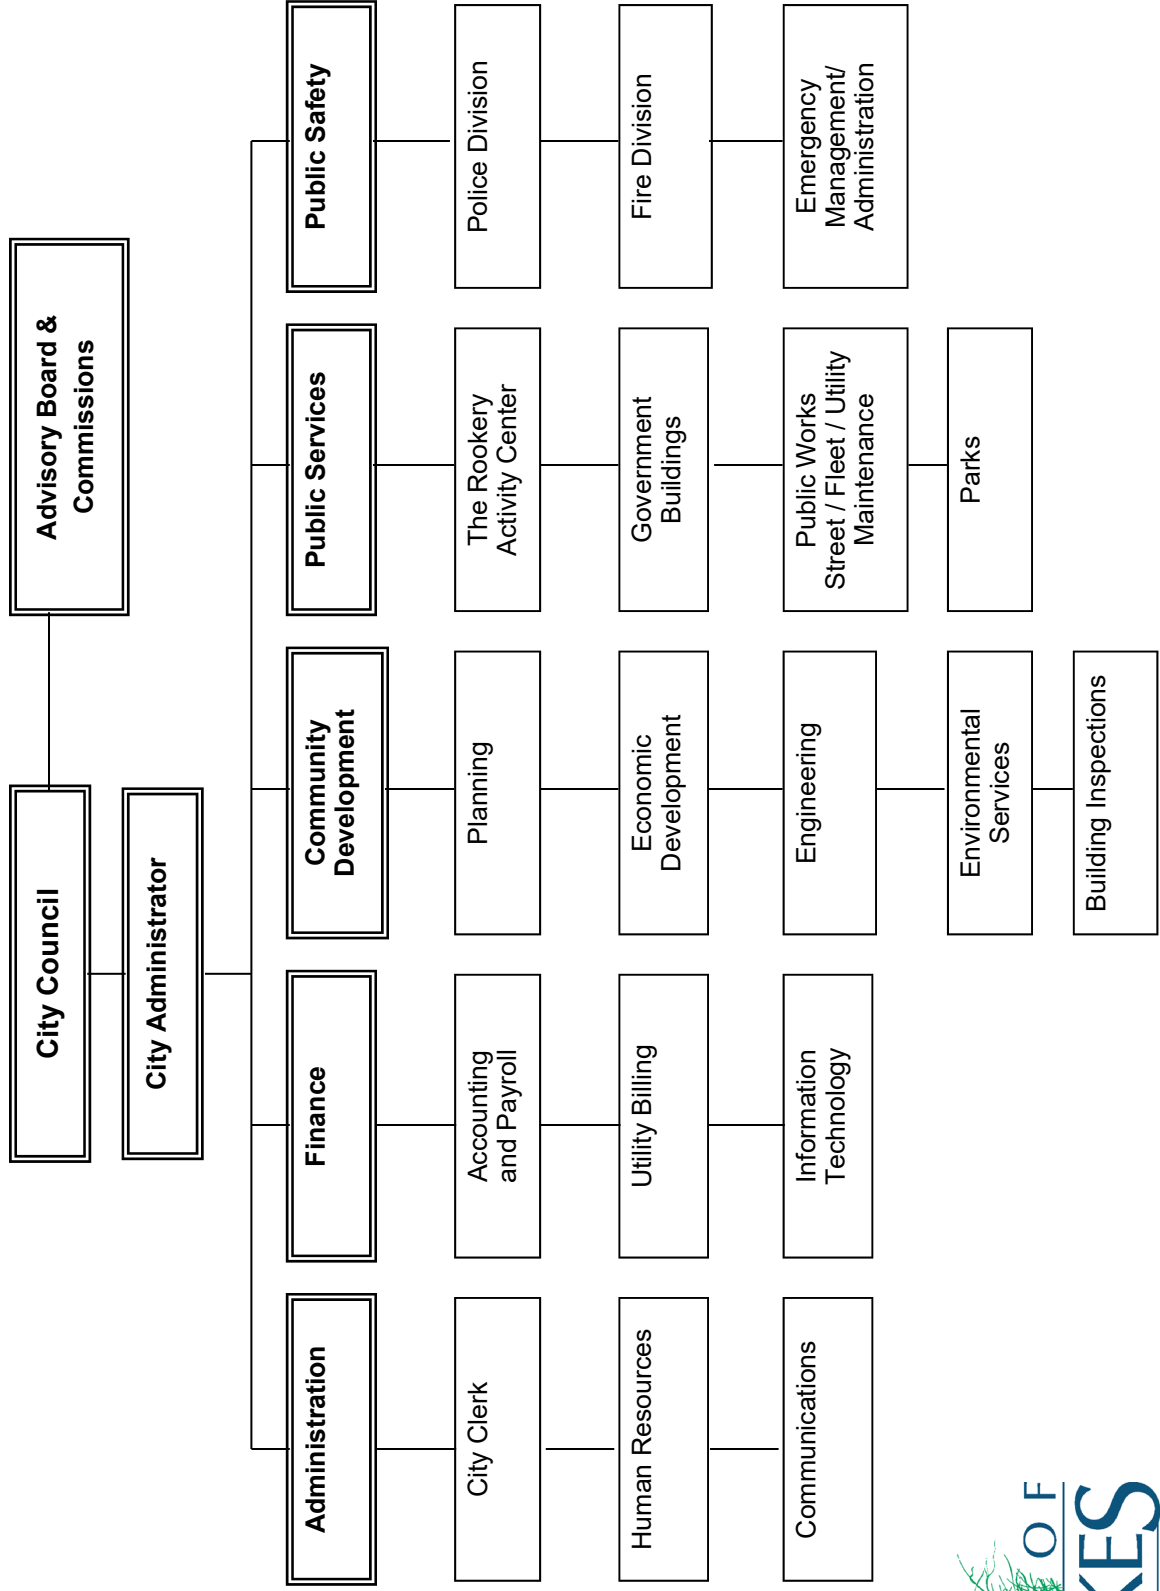 City Council
Advisory Board &
Commissions
City Administrator
Administration
Finance
Community
Development
Public Services
Public Safety
City Clerk
Accounting
and Payroll
Planning
The Rookery
Activity Center
Police Division
Human Resources
Utility Billing
Economic
Development
Government
Buildings
Fire Division
Communications
Information
Technology
Engineering
Public Works
Street / Fleet / Utility
Maintenance
Emergency
Management/
Administration
Environmental
Services
Parks
Building Inspections
OF
KES